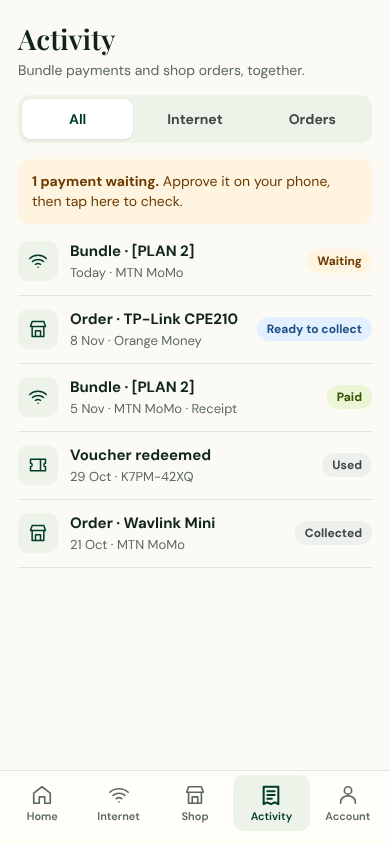 Activity
Bundle payments and shop orders, together.
All
Internet
Orders
1 payment waiting. Approve it on your phone,
then tap here to check.
Bundle · [PLAN 2]
Today · MTN MoMo
Waiting
Order · TP-Link CPE210
8 Nov · Orange Money
Ready to collect
Bundle · [PLAN 2]
5 Nov · MTN MoMo · Receipt
Paid
Voucher redeemed
29 Oct · K7PM-42XQ
Used
Order · Wavlink Mini
21 Oct · MTN MoMo
Collected
Home
Internet
Shop
Activity
Account